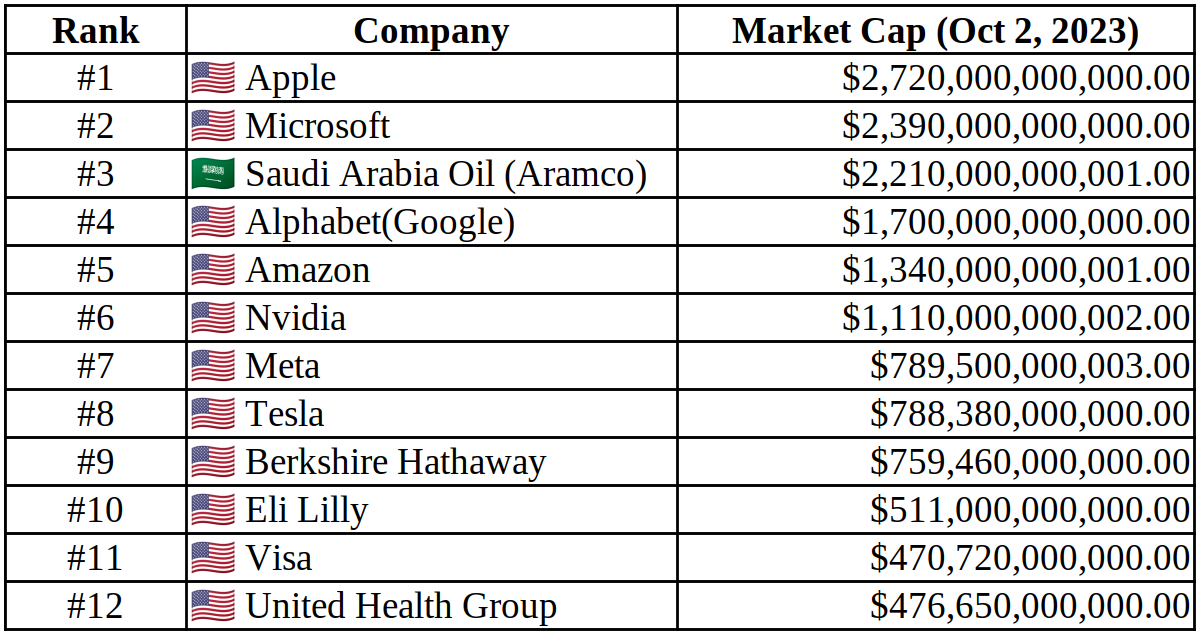 Rank Company Market Cap (Oct 2, 2023)
#1 Apple $2,720,000,000,000.00
#2 Microsoft $2,390,000,000,000.00
#3 Saudi Arabia Oil (Aramco) $2,210,000,000,001.00
#4 Alphabet(Google) $1,700,000,000,000.00
#5 Amazon $1,340,000,000,001.00
#6 Nvidia $1,110,000,000,002.00
#7 Meta $789,500,000,003.00
#8 Tesla $788,380,000,000.00
#9 Berkshire Hathaway $759,460,000,000.00
#10 Eli Lilly $511,000,000,000.00
#11 Visa $470,720,000,000.00
#12 United Health Group $476,650,000,000.00